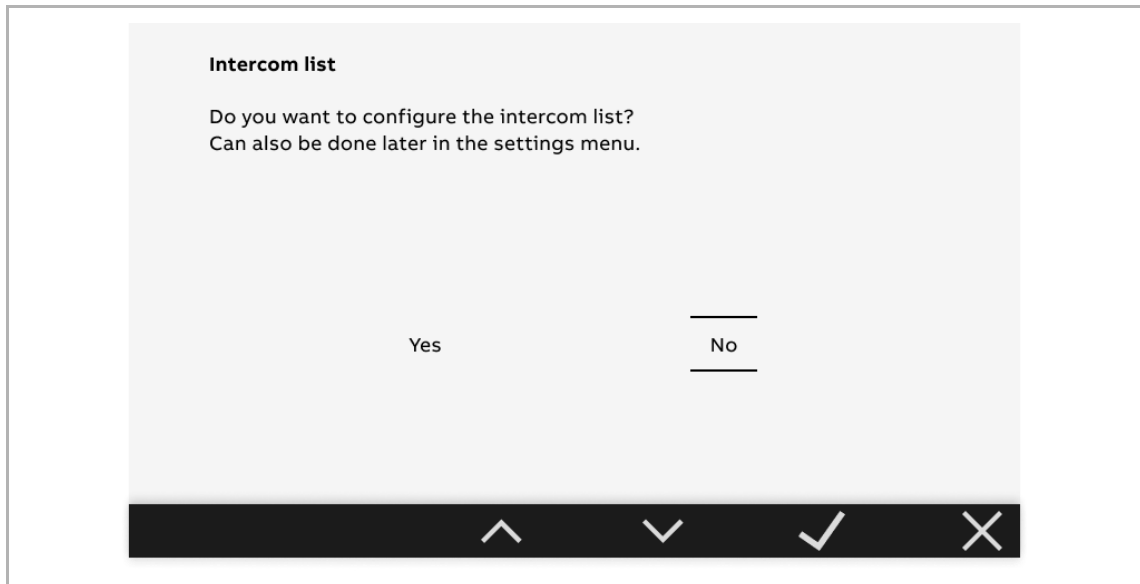 Intercom list
Do you want to configure the intercom list?
Can also be done later in the settings menu.
Yes No